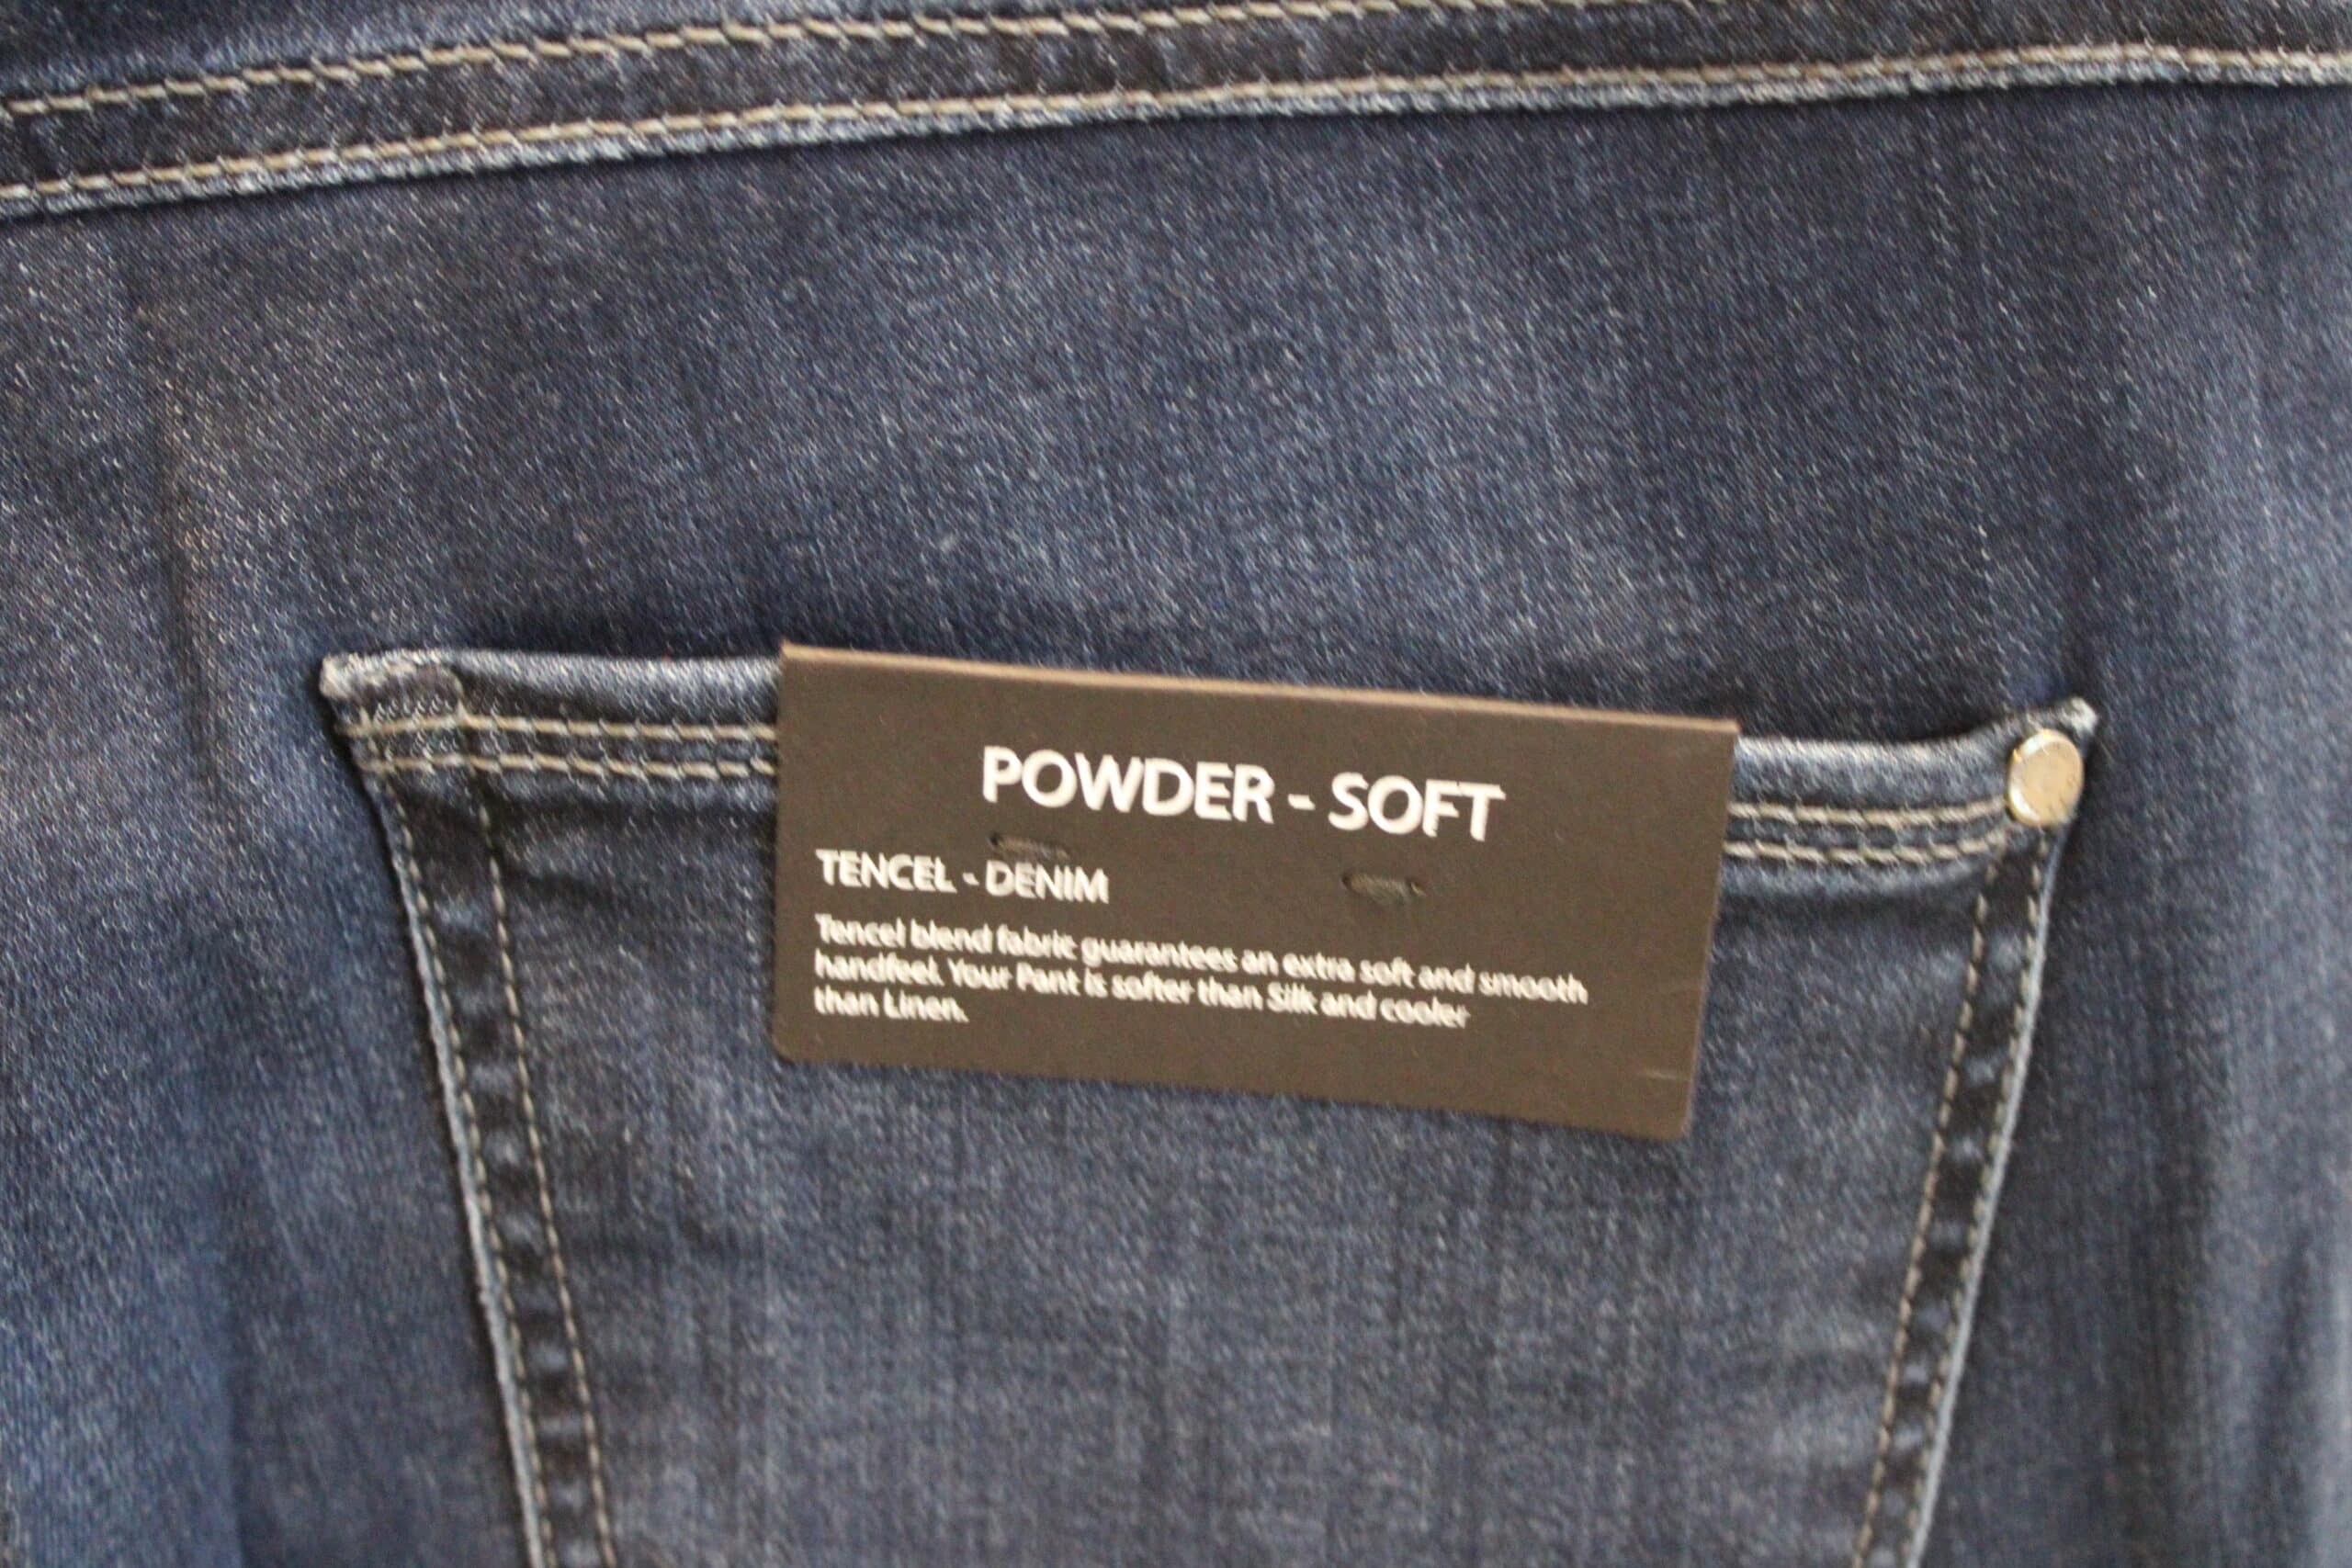 POWDER - SOFT
TENCEL - DENIM
Tencel blend fabric guarantees an extra soft and smooth
handfeel. Your Pant is softer than Silk and cooler
than Linen.